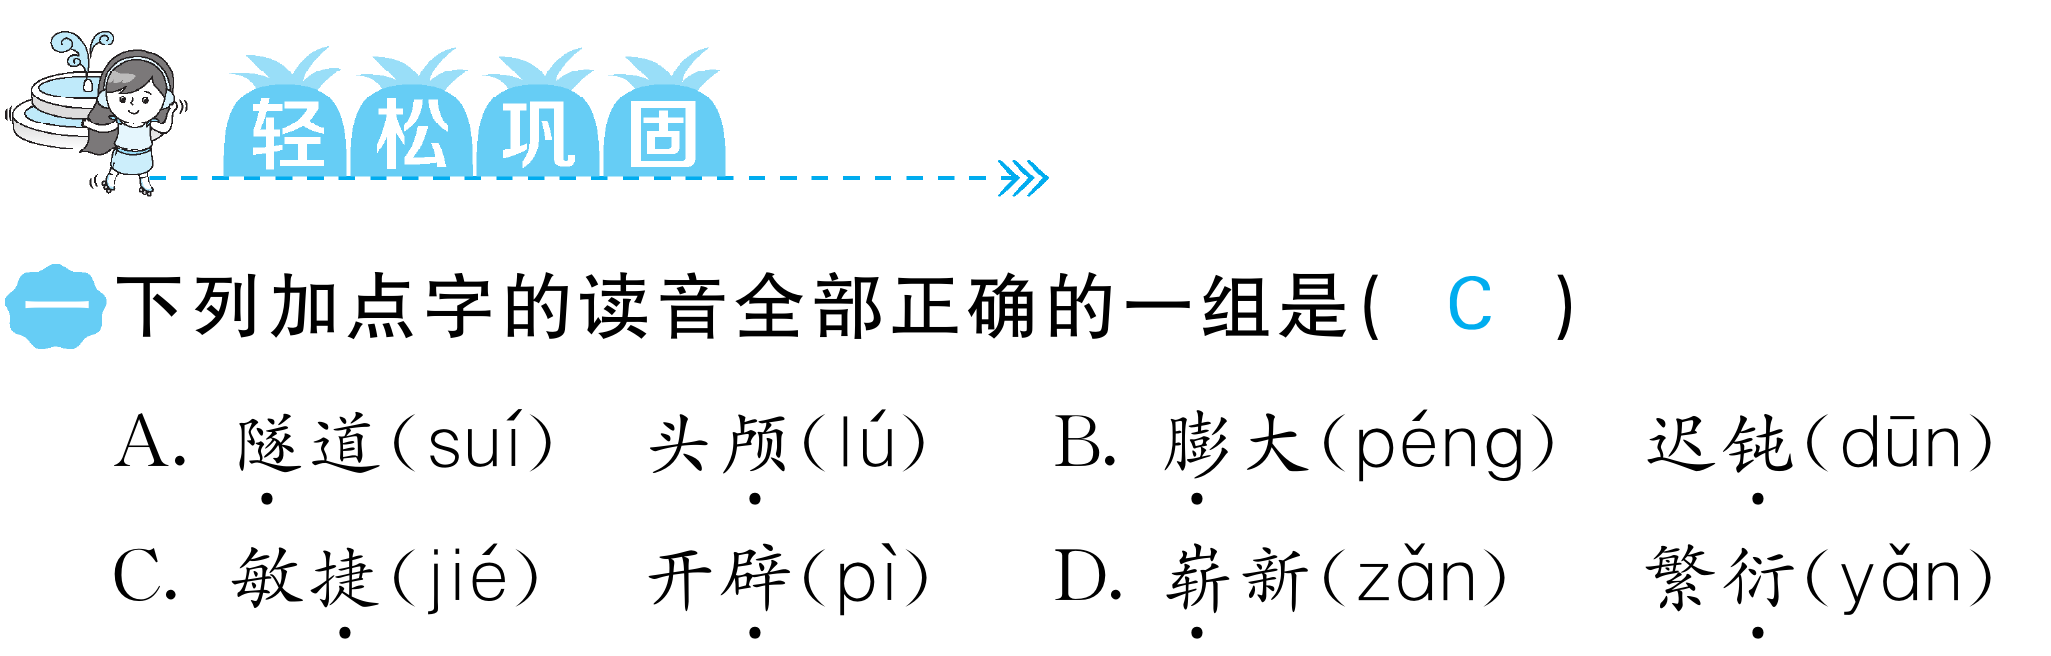 轻松巩固
一 下列加点字的读音全部正确的一组是( C )
A. 隧道(suí) 头颅(lú) B. 膨大(péng) 迟钝(dūn)
C. 敏捷(jié) 开辟(pì) D. 崭新(zǎn) 繁衍(yǎn)